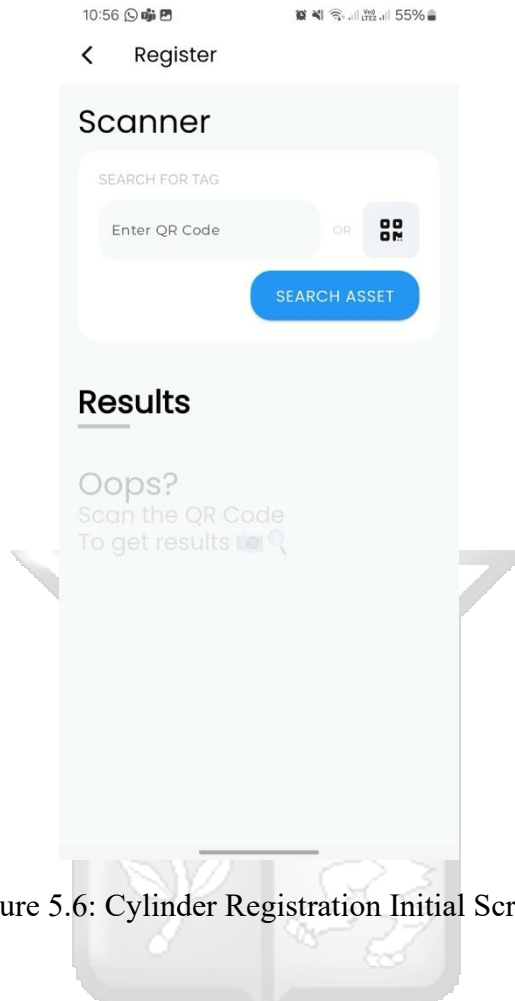 10:56 55%
Register
Scanner
SEARCH FOR TAG
Enter QR Code OR
SEARCH ASSET
Results
Oops?
Scan the QR Code
To get results
ure 5.6: Cylinder Registration Initial Scr